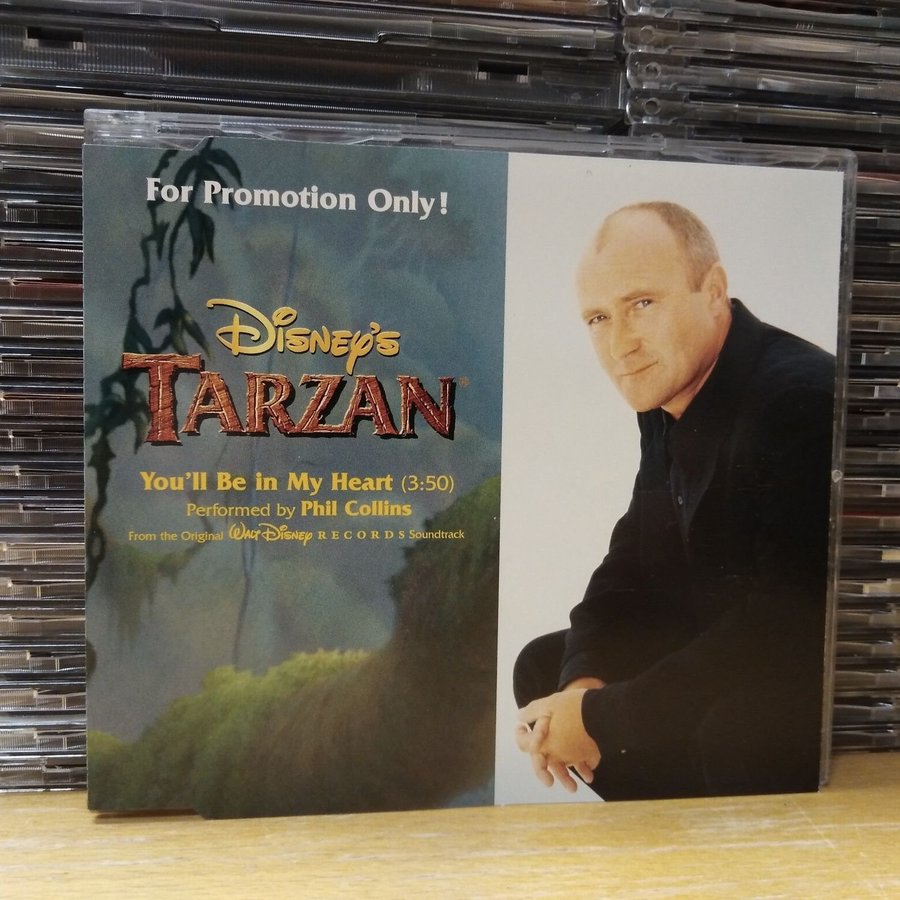 For Promotion Only!
Disney's
TARZAN®
You'll Be in My Heart (3:50)
Performed by Phil Collins
From the Original Walt Disney RECORDS Soundtrack